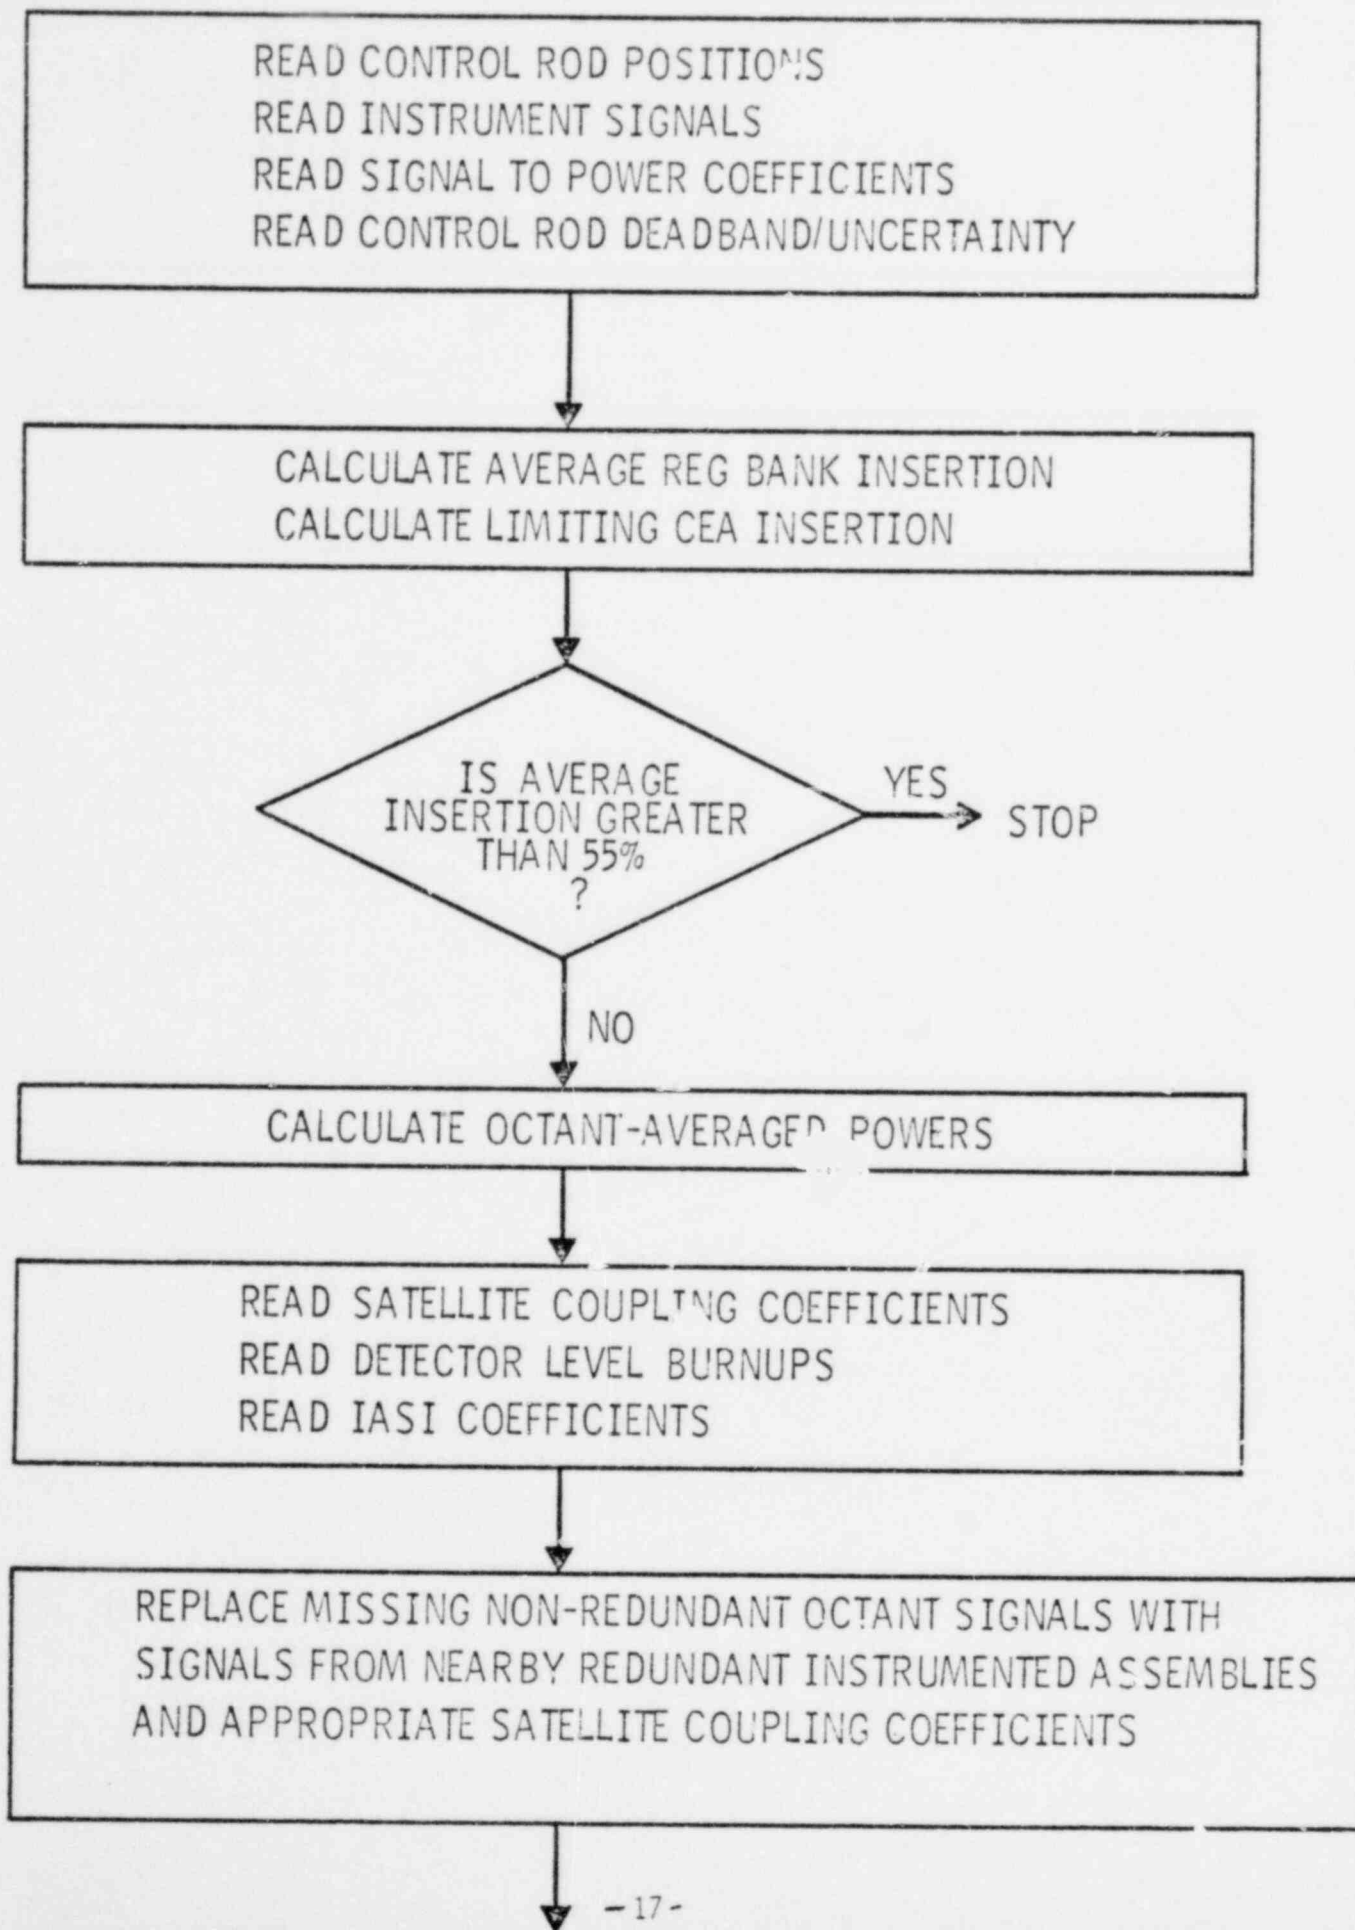 READ CONTROL ROD POSITIONS
READ INSTRUMENT SIGNALS
READ SIGNAL TO POWER COEFFICIENTS
READ CONTROL ROD DEADBAND/UNCERTAINTY
CALCULATE AVERAGE REG BANK INSERTION
CALCULATE LIMITING CEA INSERTION
IS AVERAGE
INSERTION GREATER
THAN 55%
?
YES
STOP
NO
CALCULATE OCTANT-AVERAGED POWERS
READ SATELLITE COUPLING COEFFICIENTS
READ DETECTOR LEVEL BURNUPS
READ IASI COEFFICIENTS
REPLACE MISSING NON-REDUNDANT OCTANT SIGNALS WITH
SIGNALS FROM NEARBY REDUNDANT INSTRUMENTED ASSEMBLIES
AND APPROPRIATE SATELLITE COUPLING COEFFICIENTS
-17-